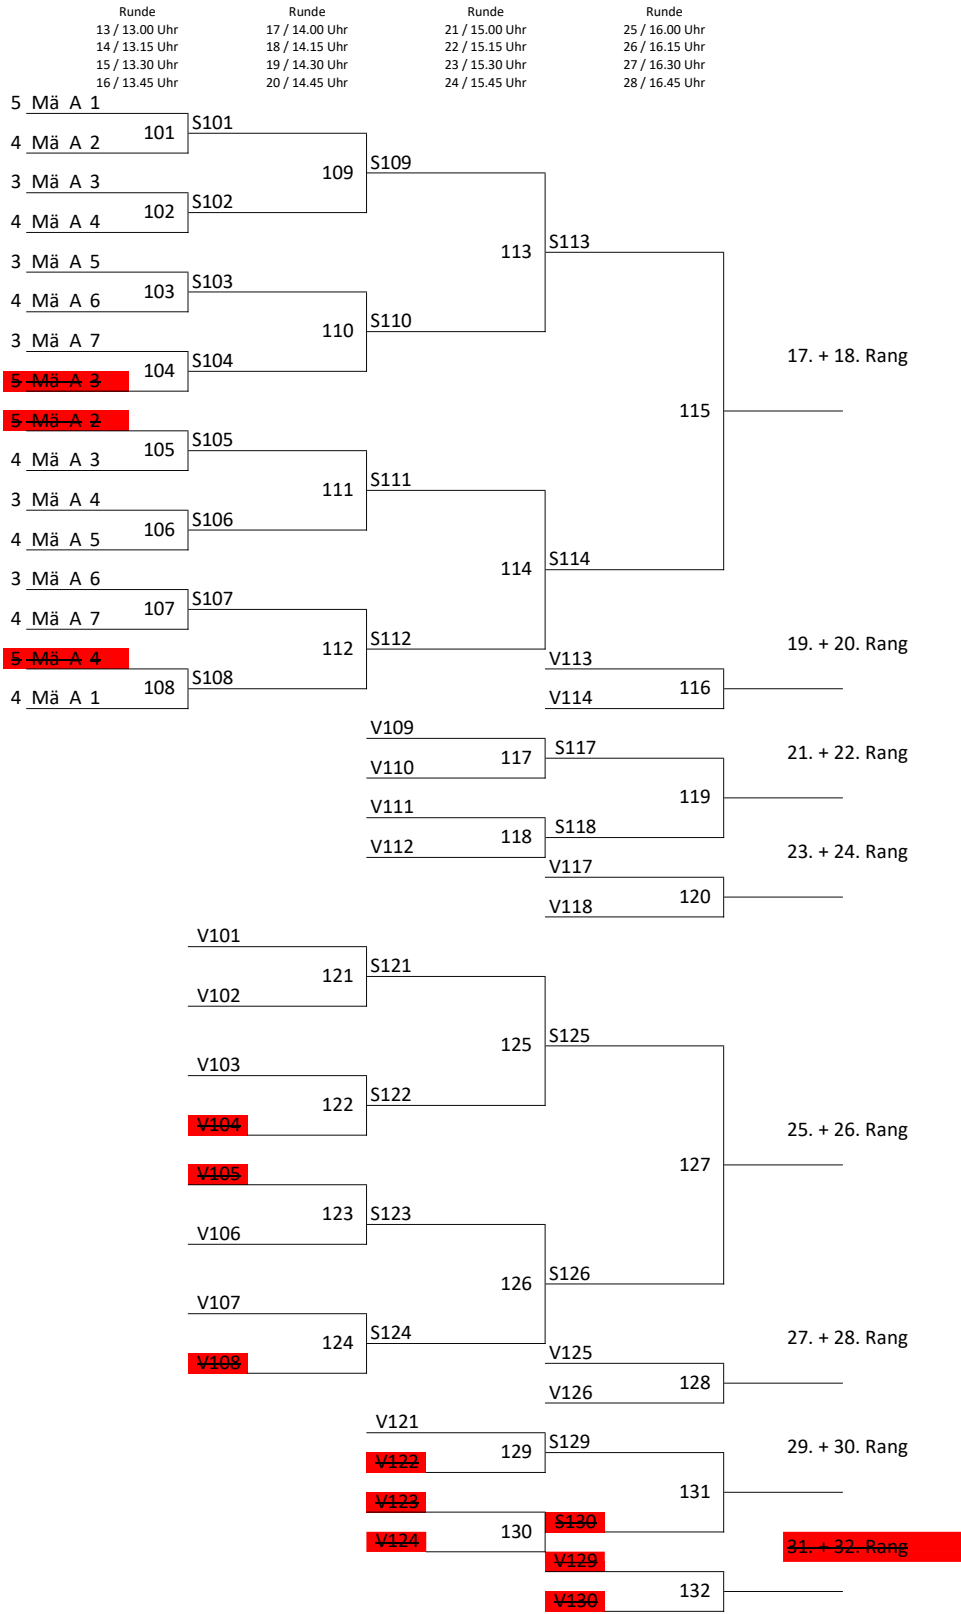 Runde Runde Runde Runde
13 / 13.00 Uhr 17 / 14.00 Uhr 21 / 15.00 Uhr 25 / 16.00 Uhr
14 / 13.15 Uhr 18 / 14.15 Uhr 22 / 15.15 Uhr 26 / 16.15 Uhr
15 / 13.30 Uhr 19 / 14.30 Uhr 23 / 15.30 Uhr 27 / 16.30 Uhr
16 / 13.45 Uhr 20 / 14.45 Uhr 24 / 15.45 Uhr 28 / 16.45 Uhr
5 Mä A 1
101 S101
4 Mä A 2
109 S109
3 Mä A 3
102 S102
4 Mä A 4
113 S113
3 Mä A 5
103 S103
4 Mä A 6
110 S110
3 Mä A 7
17. + 18. Rang
104 S104
5 Mä A 3
115
5 Mä A 2
105 S105
4 Mä A 3
111 S111
3 Mä A 4
106 S106
4 Mä A 5
114 S114
3 Mä A 6
107 S107
4 Mä A 7
112 S112
19. + 20. Rang
5 Mä A 4
V113
108 S108
116
4 Mä A 1
V114
V109
117 S117
21. + 22. Rang
V110
119
V111
118 S118
V112
23. + 24. Rang
V117
120
V118
V101
121 S121
V102
125 S125
V103
122 S122
V104
25. + 26. Rang
127
V105
123 S123
V106
126 S126
V107
124 S124
27. + 28. Rang
V108
V125
128
V126
V121
129 S129
29. + 30. Rang
V122
131
V123
130 S130
V124
31. + 32. Rang
V129
132
V130